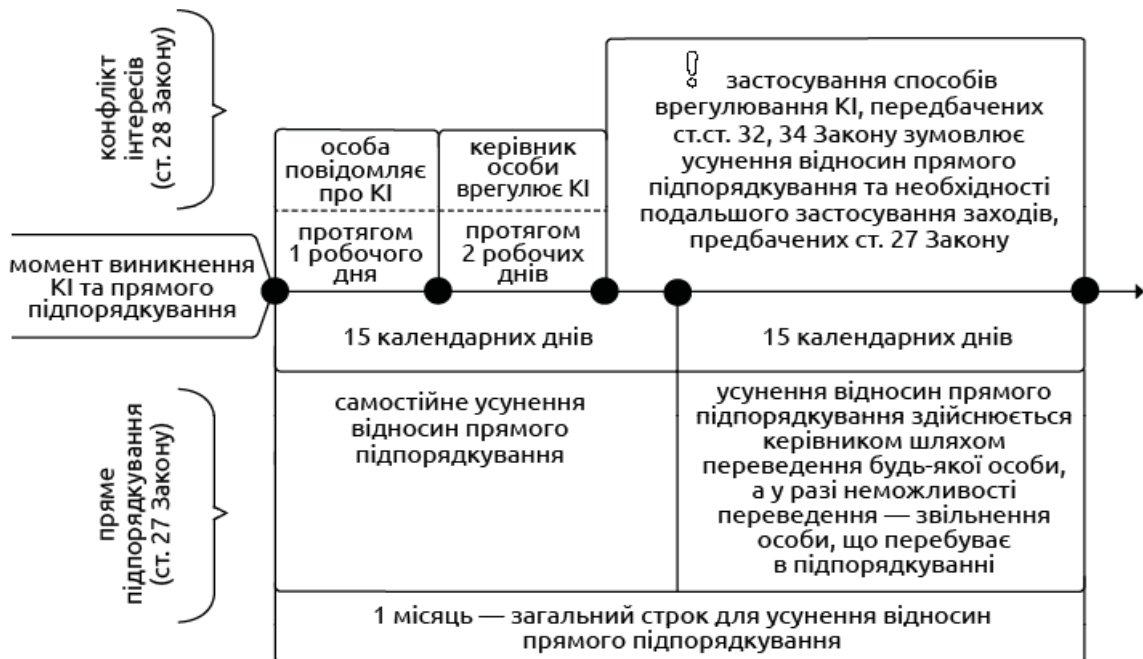 конфлікт
інтересів
(ст. 28 Закону)
особа
повідомляє
про КІ
протягом
1 робочого
дня
керівник
особи
врегулює КІ
протягом
2 робочих
днів
! застосування способів
врегулювання КІ, передбачених
ст.ст. 32, 34 Закону зумовлює
усунення відносин прямого
підпорядкування та необхідності
подальшого застосування заходів,
предбачених ст. 27 Закону
момент виникнення
КІ та прямого
підпорядкування
15 календарних днів
15 календарних днів
пряме
підпорядкування
(ст. 27 Закону)
самостійне усунення
відносин прямого
підпорядкування
усунення відносин прямого
підпорядкування здійснюється
керівником шляхом
переведення будь-якої особи,
а у разі неможливості
переведення — звільнення
особи, що перебуває
в підпорядкуванні
1 місяць — загальний строк для усунення відносин
прямого підпорядкування